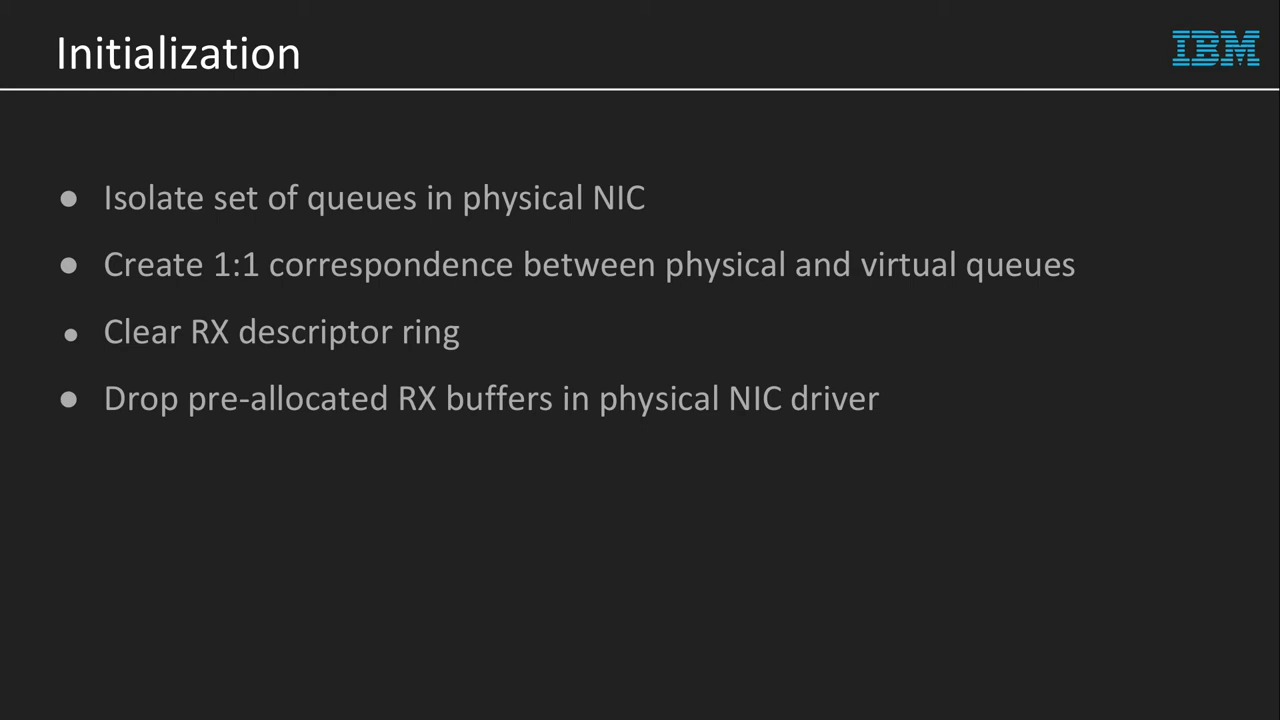 Initialization
IBM
● Isolate set of queues in physical NIC
● Create 1:1 correspondence between physical and virtual queues
● Clear RX descriptor ring
● Drop pre-allocated RX buffers in physical NIC driver